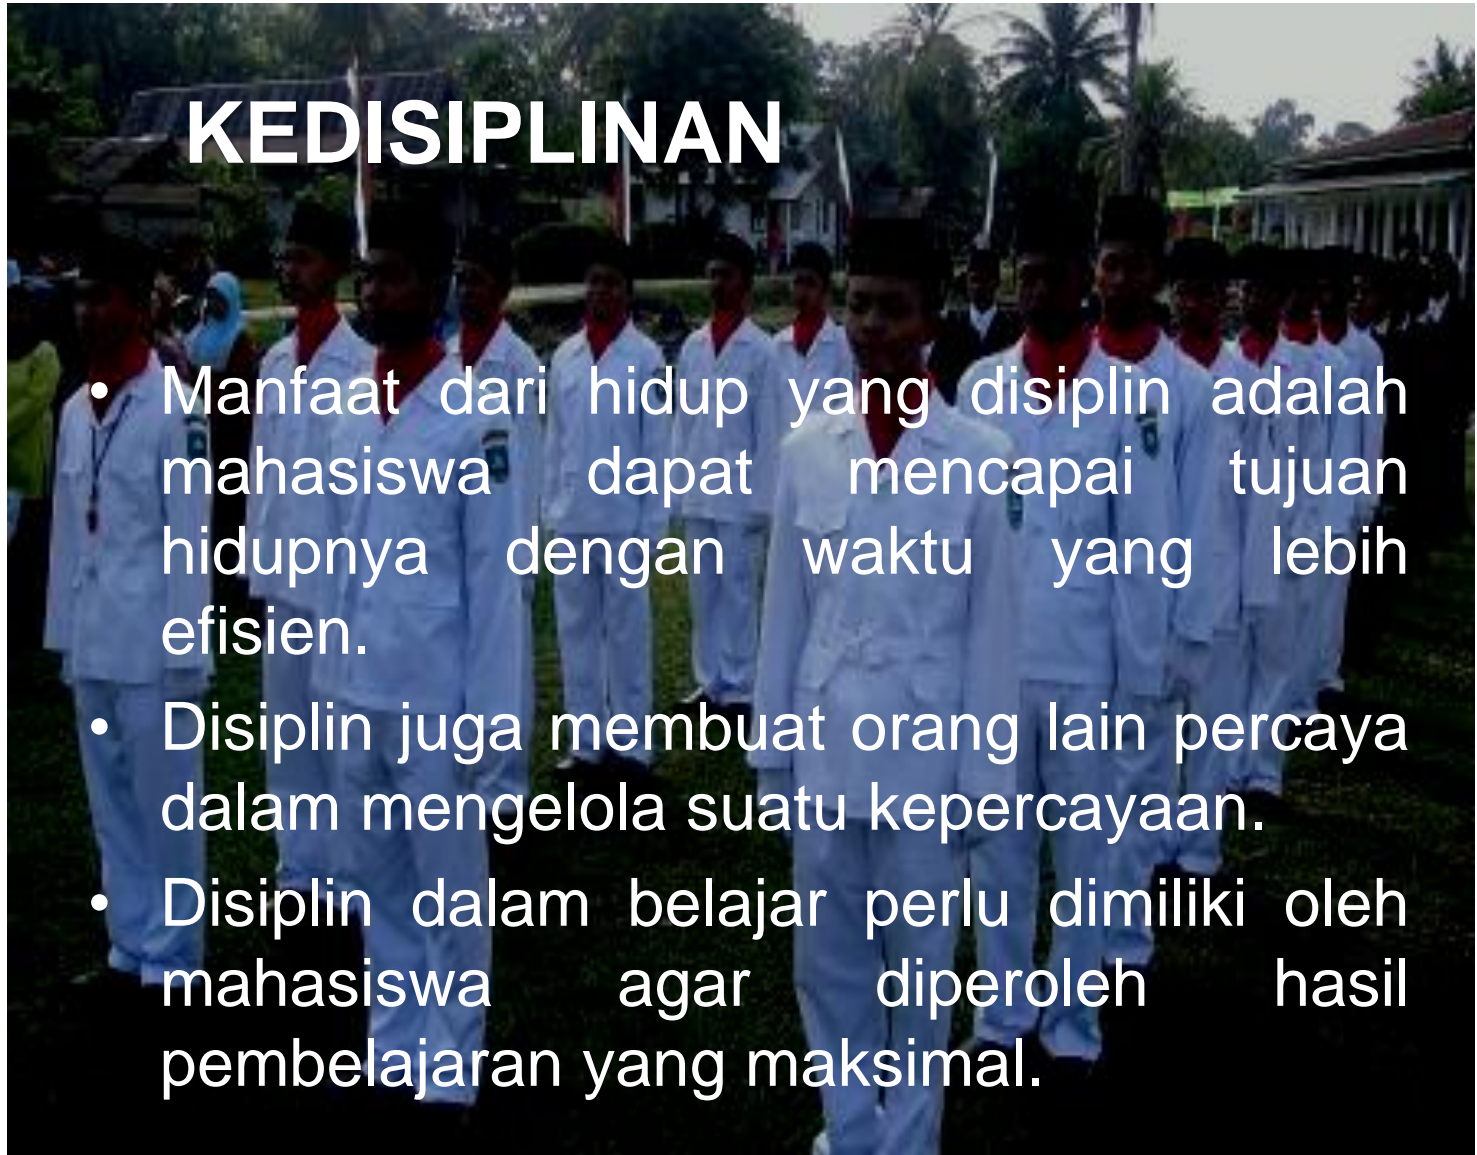 KEDISIPLINAN
• Manfaat dari hidup yang disiplin adalah
mahasiswa dapat mencapai tujuan
hidupnya dengan waktu yang lebih
efisien.
• Disiplin juga membuat orang lain percaya
dalam mengelola suatu kepercayaan.
• Disiplin dalam belajar perlu dimiliki oleh
mahasiswa agar diperoleh hasil
pembelajaran yang maksimal.